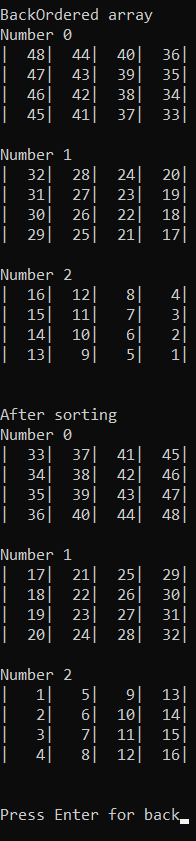 BackOrdered array
Number 0
|  48|  44|  40|  36|
|  47|  43|  39|  35|
|  46|  42|  38|  34|
|  45|  41|  37|  33|
Number 1
|  32|  28|  24|  20|
|  31|  27|  23|  19|
|  30|  26|  22|  18|
|  29|  25|  21|  17|
Number 2
|  16|  12|   8|   4|
|  15|  11|   7|   3|
|  14|  10|   6|   2|
|  13|   9|   5|   1|
After sorting
Number 0
|  33|  37|  41|  45|
|  34|  38|  42|  46|
|  35|  39|  43|  47|
|  36|  40|  44|  48|
Number 1
|  17|  21|  25|  29|
|  18|  22|  26|  30|
|  19|  23|  27|  31|
|  20|  24|  28|  32|
Number 2
|   1|   5|   9|  13|
|   2|   6|  10|  14|
|   3|   7|  11|  15|
|   4|   8|  12|  16|
Press Enter for back